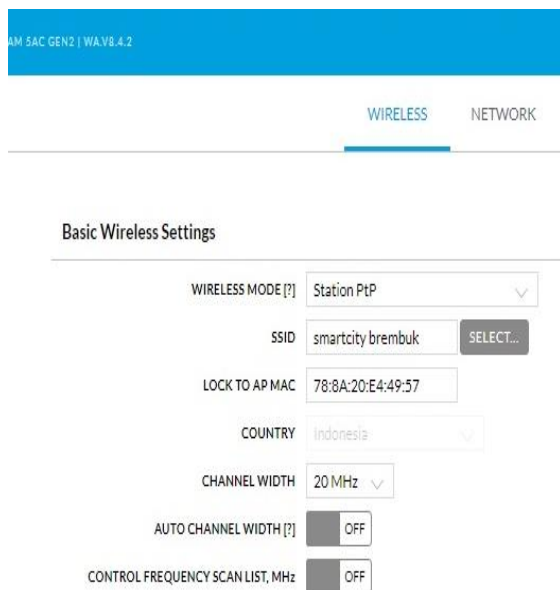 AM 5AC GEN2 | WA.V8.4.2
WIRELESS NETWORK
Basic Wireless Settings
WIRELESS MODE [?] Station PtP
SSID smartcity brembuk SELECT...
LOCK TO AP MAC 78:8A:20:E4:49:57
COUNTRY Indonesia
CHANNEL WIDTH 20 MHz
AUTO CHANNEL WIDTH [?] OFF
CONTROL FREQUENCY SCAN LIST, MHz OFF